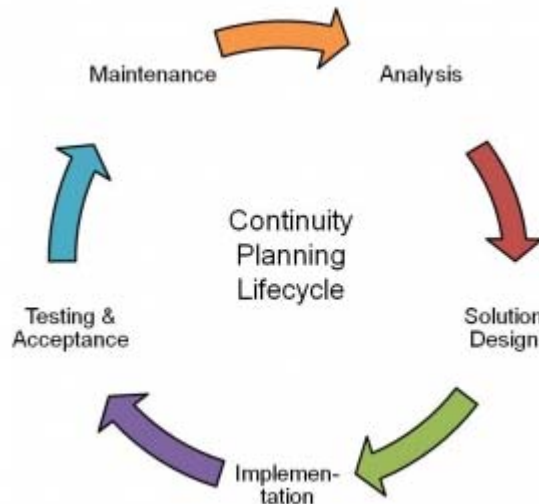 Maintenance
Analysis
Continuity
Planning
Lifecycle
Testing &
Acceptance
Solution
Design
Implemen-
tation